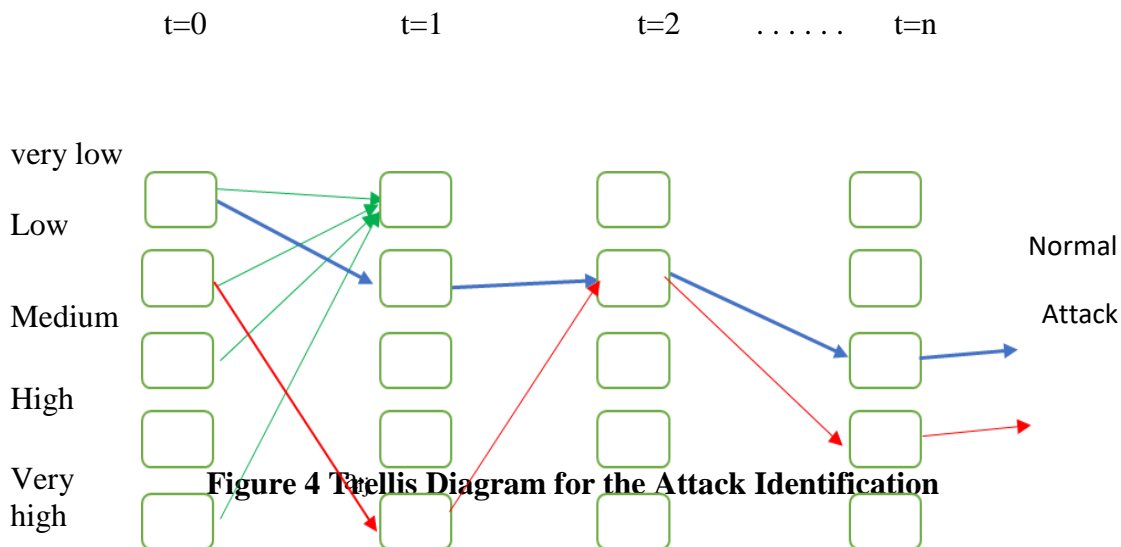 t=0 t=1 t=2 . . . . . . t=n
very low
Low
Normal
Medium
Attack
High
Very
high
Figure 4 Trellis Diagram for the Attack Identification